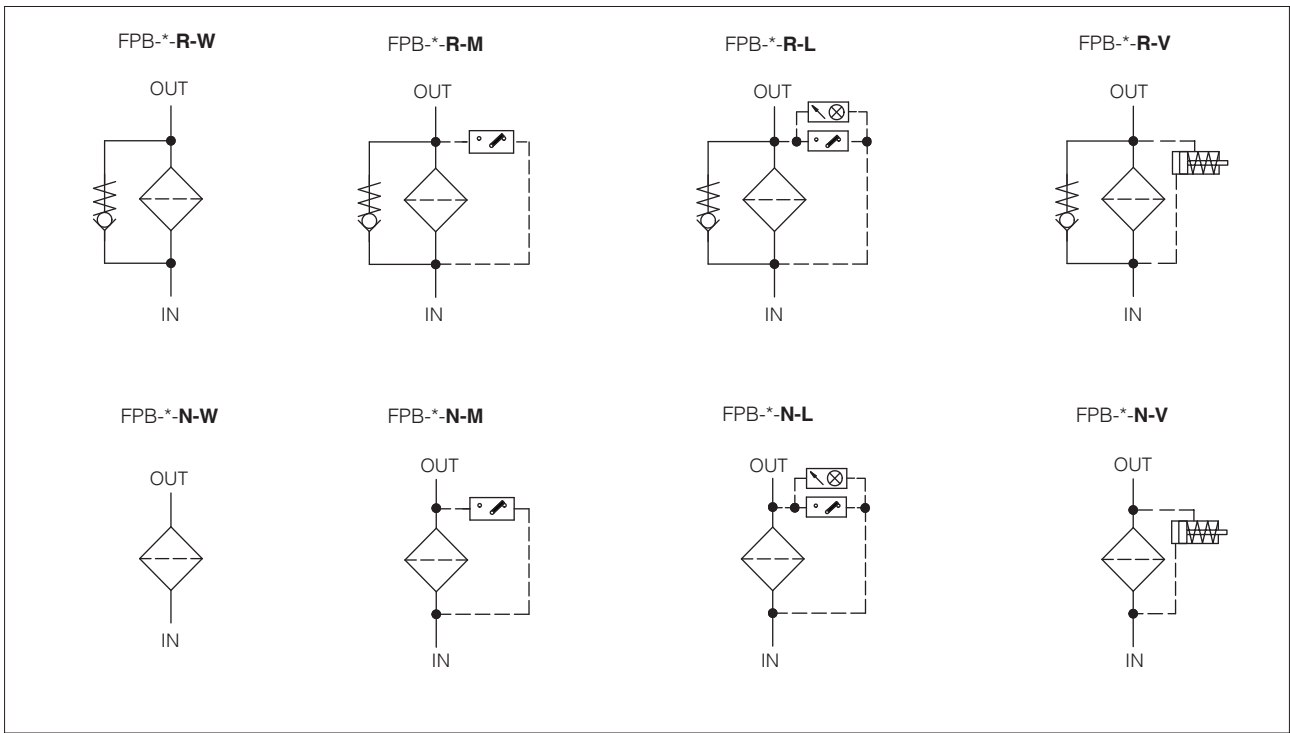 FPB-*-R-W
FPB-*-R-M
FPB-*-R-L
FPB-*-R-V
OUT
OUT
OUT
OUT
IN
IN
IN
IN
FPB-*-N-W
FPB-*-N-M
FPB-*-N-L
FPB-*-N-V
OUT
OUT
OUT
OUT
IN
IN
IN
IN